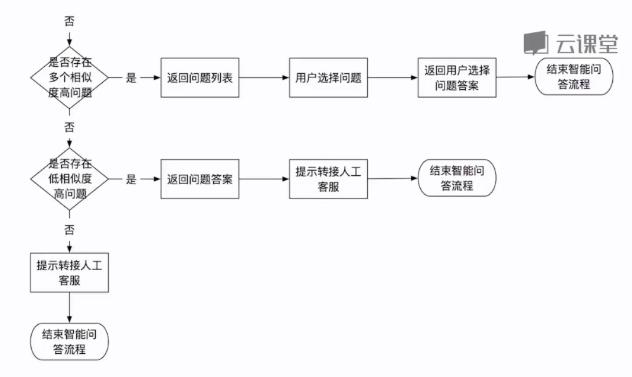 否
云课堂
是否存在
多个相似
度高问题
是
返回问题列表
用户选择问题
返回用户选择
问题答案
结束智能问
答流程
否
是否存在
低相似度
高问题
是
返回问题答案
提示转接人工
客服
结束智能问
答流程
否
提示转接人工
客服
结束智能问
答流程